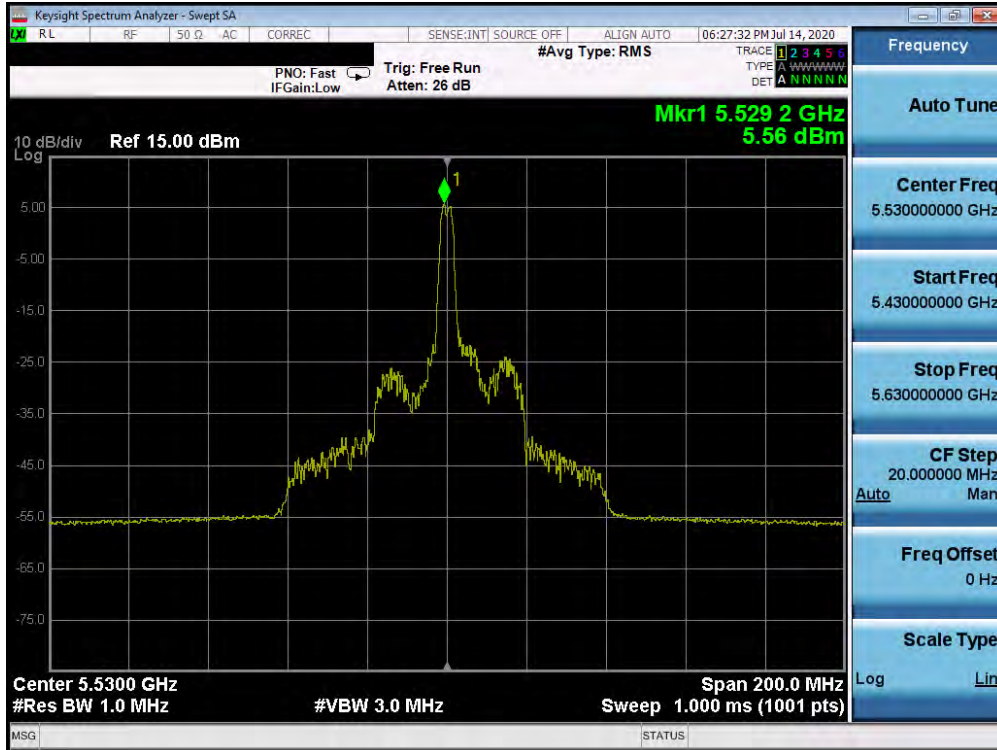 Keysight Spectrum Analyzer - Swept SA
LXI RL RF 50 Ω AC CORREC SENSE:INT SOURCE OFF ALIGN AUTO 06:27:32 PM Jul 14, 2020
#Avg Type: RMS
TRACE 1 2 3 4 5 6
PNO: Fast Trig: Free Run
TYPE A WWWWW
IFGain:Low Atten: 26 dB
DET A N N N N N
Mkr1 5.529 2 GHz
5.56 dBm
10 dB/div Ref 15.00 dBm
Log
1
5.00
-5.00
-15.0
-25.0
-35.0
-45.0
-55.0
-65.0
-75.0
Center 5.5300 GHz Span 200.0 MHz
#Res BW 1.0 MHz #VBW 3.0 MHz Sweep 1.000 ms (1001 pts)
MSG STATUS
Frequency
Auto Tune
Center Freq
5.530000000 GHz
Start Freq
5.430000000 GHz
Stop Freq
5.630000000 GHz
CF Step
20.000000 MHz
Auto Man
Freq Offset
0 Hz
Scale Type
Log Lin